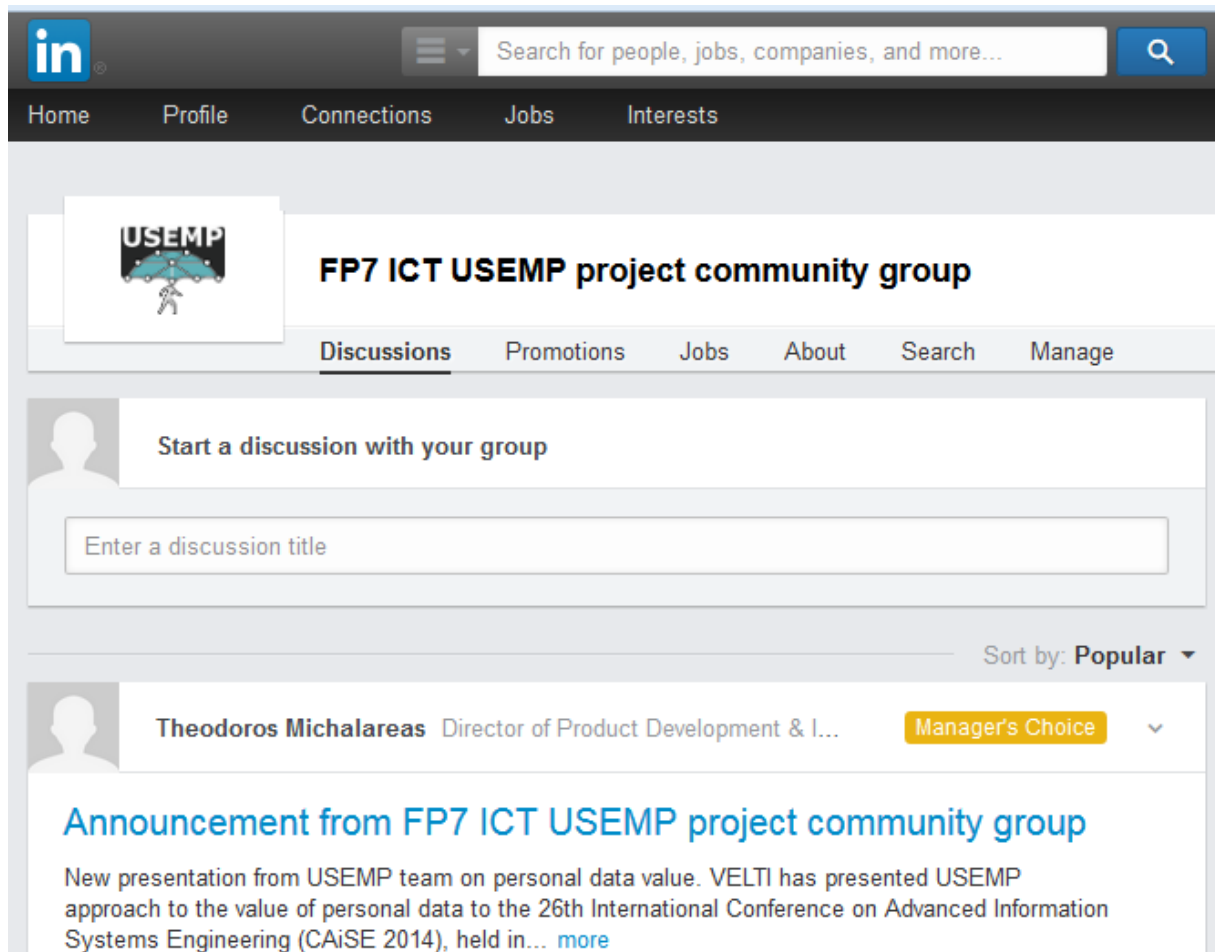 in
Search for people, jobs, companies, and more...
Home Profile Connections Jobs Interests
USEMP
FP7 ICT USEMP project community group
Discussions Promotions Jobs About Search Manage
Start a discussion with your group
Enter a discussion title
Sort by: Popular
Theodoros Michalareas Director of Product Development & I... Manager's Choice
Announcement from FP7 ICT USEMP project community group
New presentation from USEMP team on personal data value. VELTI has presented USEMP
approach to the value of personal data to the 26th International Conference on Advanced Information
Systems Engineering (CAiSE 2014), held in... more